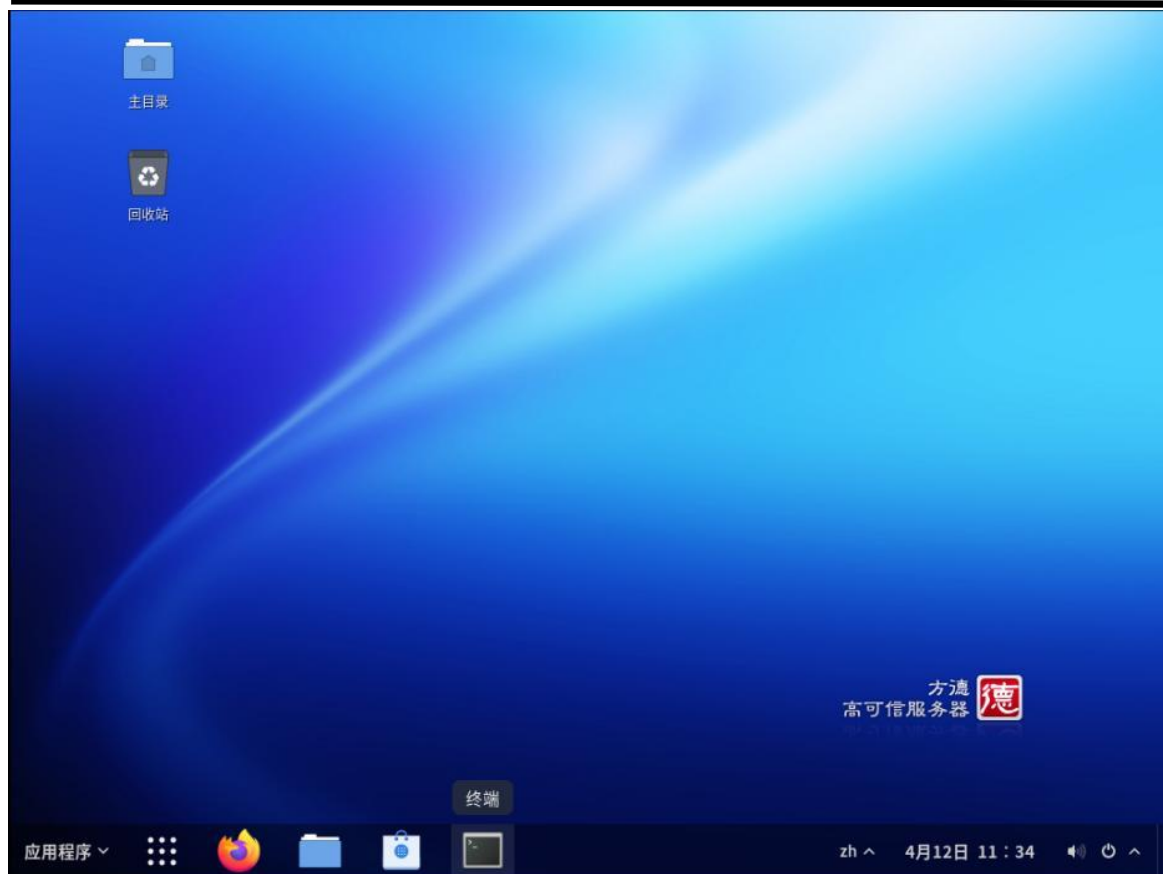 主目录
回收站
方德
高可信服务器
德
终端
应用程序
zh
4月12日 11：34